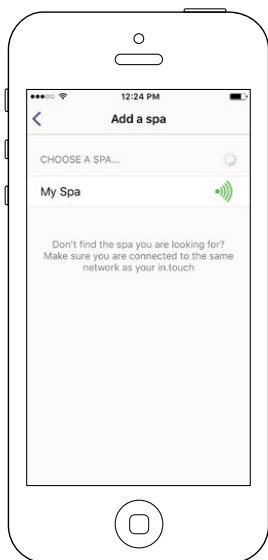 12:24 PM
Add a spa
CHOOSE A SPA...
My Spa
Don't find the spa you are looking for?
Make sure you are connected to the same
network as your in.touch